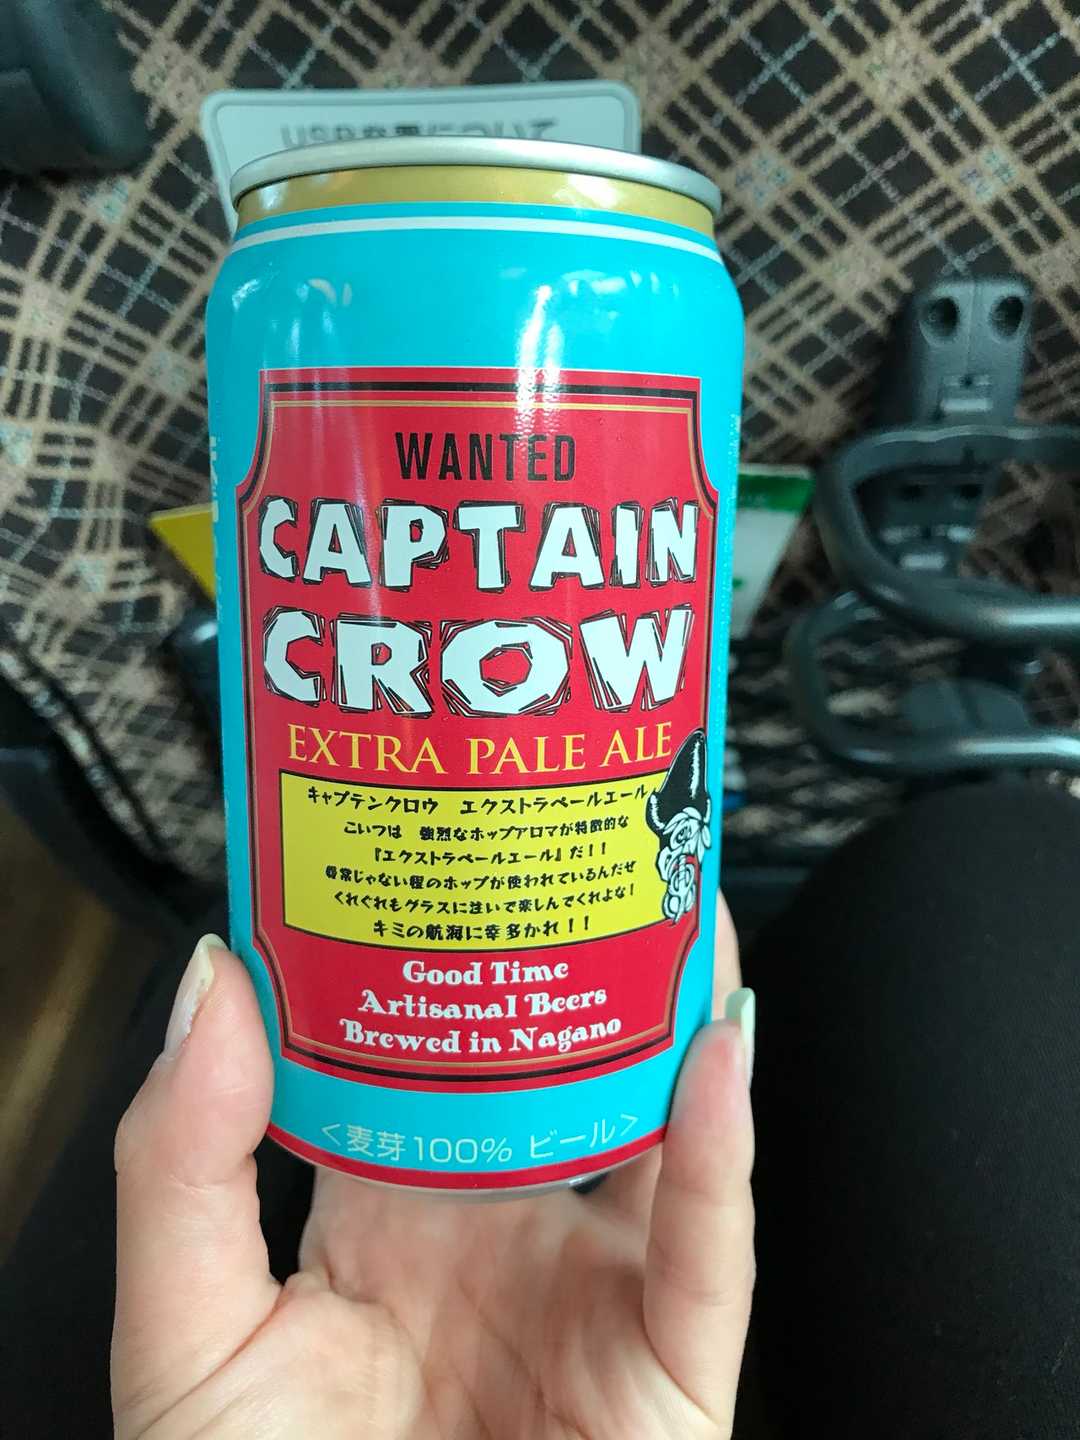 WANTED
CAPTAIN
CROW
EXTRA PALE ALE
キャプテンクロウ エクストラペールエール
こいつは 強烈なホップアロマが特徴的な
『エクストラペールエール』だ!!
尋常じゃない程のホップが使われているんだぜ
くれぐれもグラスに注いで楽しんでくれよな!
キミの航海に幸多かれ!!
Good Time
Artisanal Beers
Brewed in Nagano
<麦芽100% ビール>